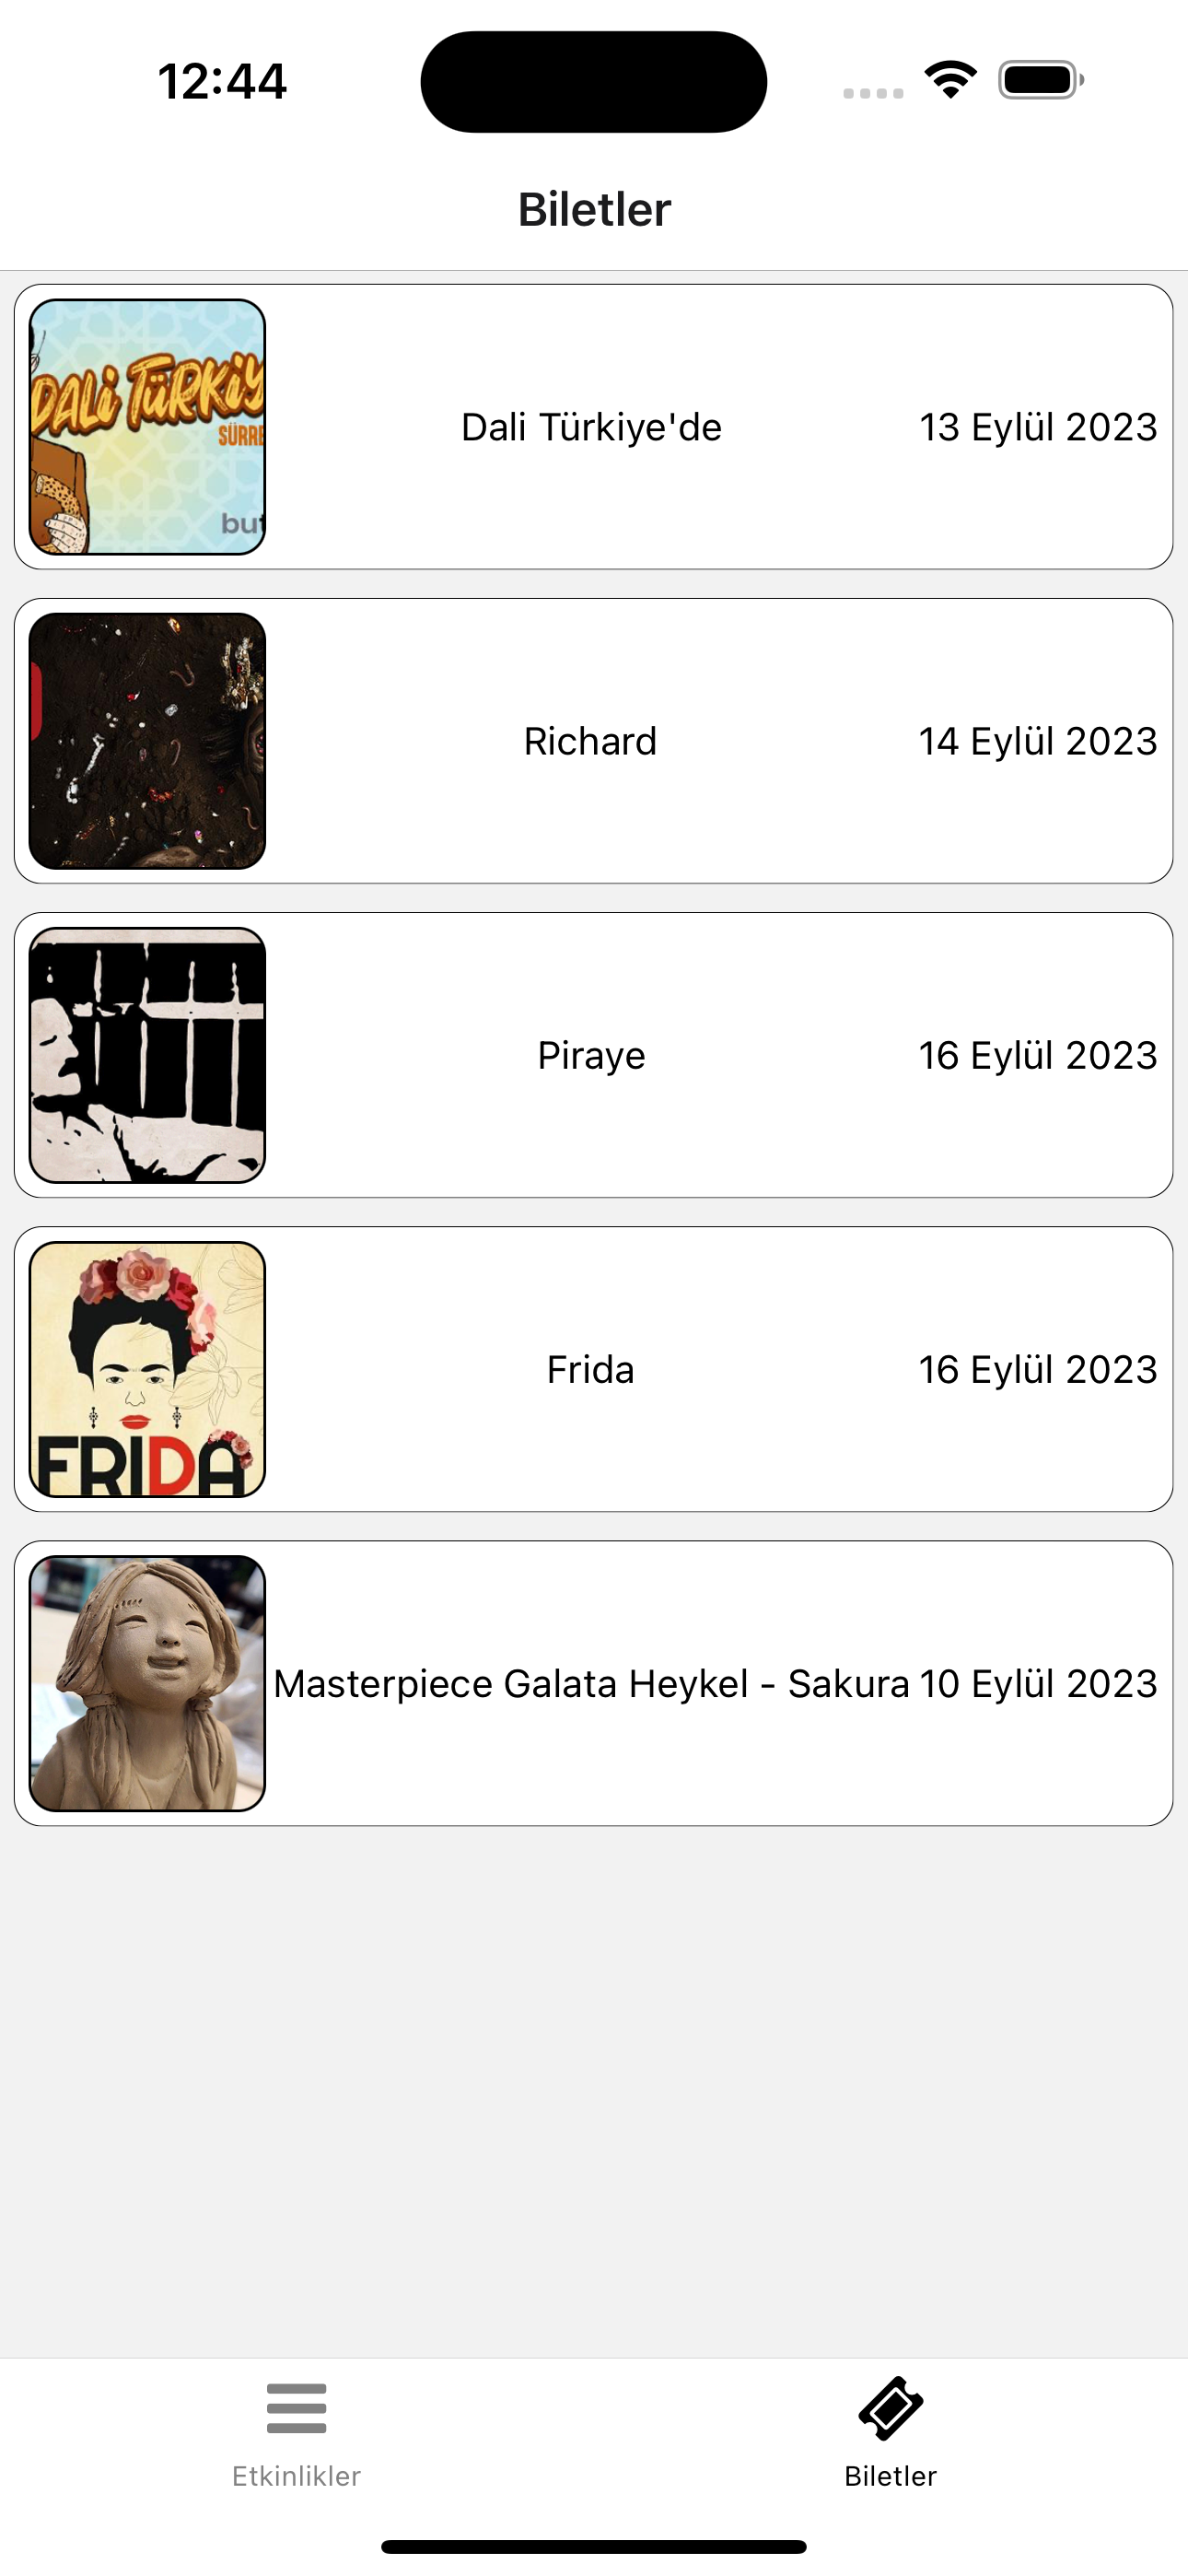 12:44
Biletler
DALİ TÜRKİY
SÜRRE
but
Dali Türkiye'de
13 Eylül 2023
Richard
14 Eylül 2023
Piraye
16 Eylül 2023
FRIDA
Frida
16 Eylül 2023
Masterpiece Galata Heykel - Sakura
10 Eylül 2023
Etkinlikler
Biletler